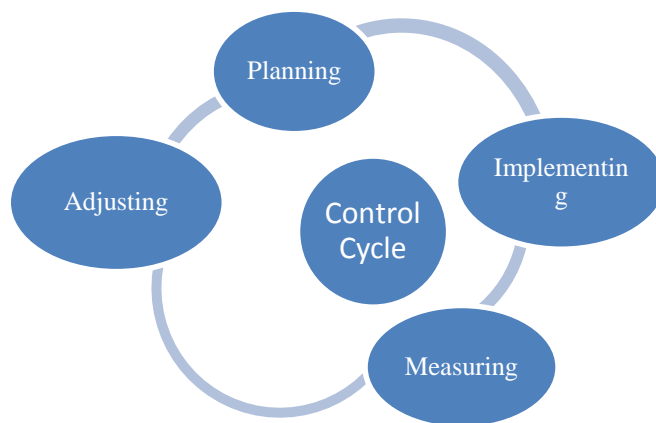 Planning
Implementin
g
Adjusting
Control
Cycle
Measuring